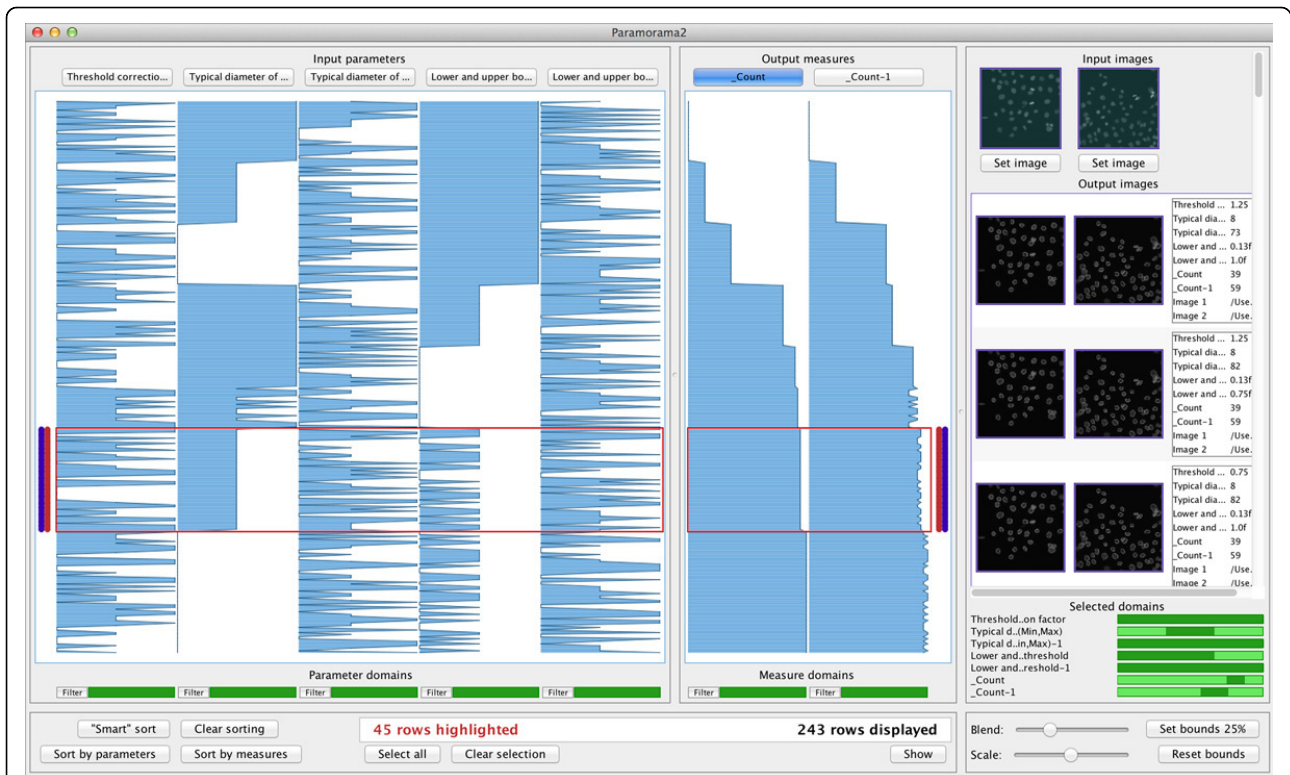 Paramorama2
Input parameters
Threshold correctio...
Typical diameter of ...
Typical diameter of ...
Lower and upper bo...
Lower and upper bo...
Output measures
_Count
_Count-1
Input images
Set image
Set image
Output images
Threshold ... 1.25
Typical dia... 8
Typical dia... 73
Lower and ... 0.13f
Lower and ... 1.0f
_Count 39
_Count-1 59
Image 1 /Use.
Image 2 /Use.
Threshold ... 1.25
Typical dia... 8
Typical dia... 82
Lower and ... 0.13f
Lower and ... 0.75f
_Count 39
_Count-1 59
Image 1 /Use.
Image 2 /Use.
Threshold ... 0.75
Typical dia... 8
Typical dia... 82
Lower and ... 0.13f
Lower and ... 1.0f
_Count 39
_Count-1 59
Image 1 /Use.
Image 2 /Use.
Selected domains
Threshold..on factor
Typical d..(Min,Max)
Typical d..in,Max)-1
Lower and..threshold
Lower and..reshold-1
_Count
_Count-1
Parameter domains
Filter
Filter
Filter
Filter
Filter
Measure domains
Filter
Filter
"Smart" sort
Clear sorting
Sort by parameters
Sort by measures
45 rows highlighted
243 rows displayed
Select all
Clear selection
Show
Blend:
Set bounds 25%
Scale:
Reset bounds